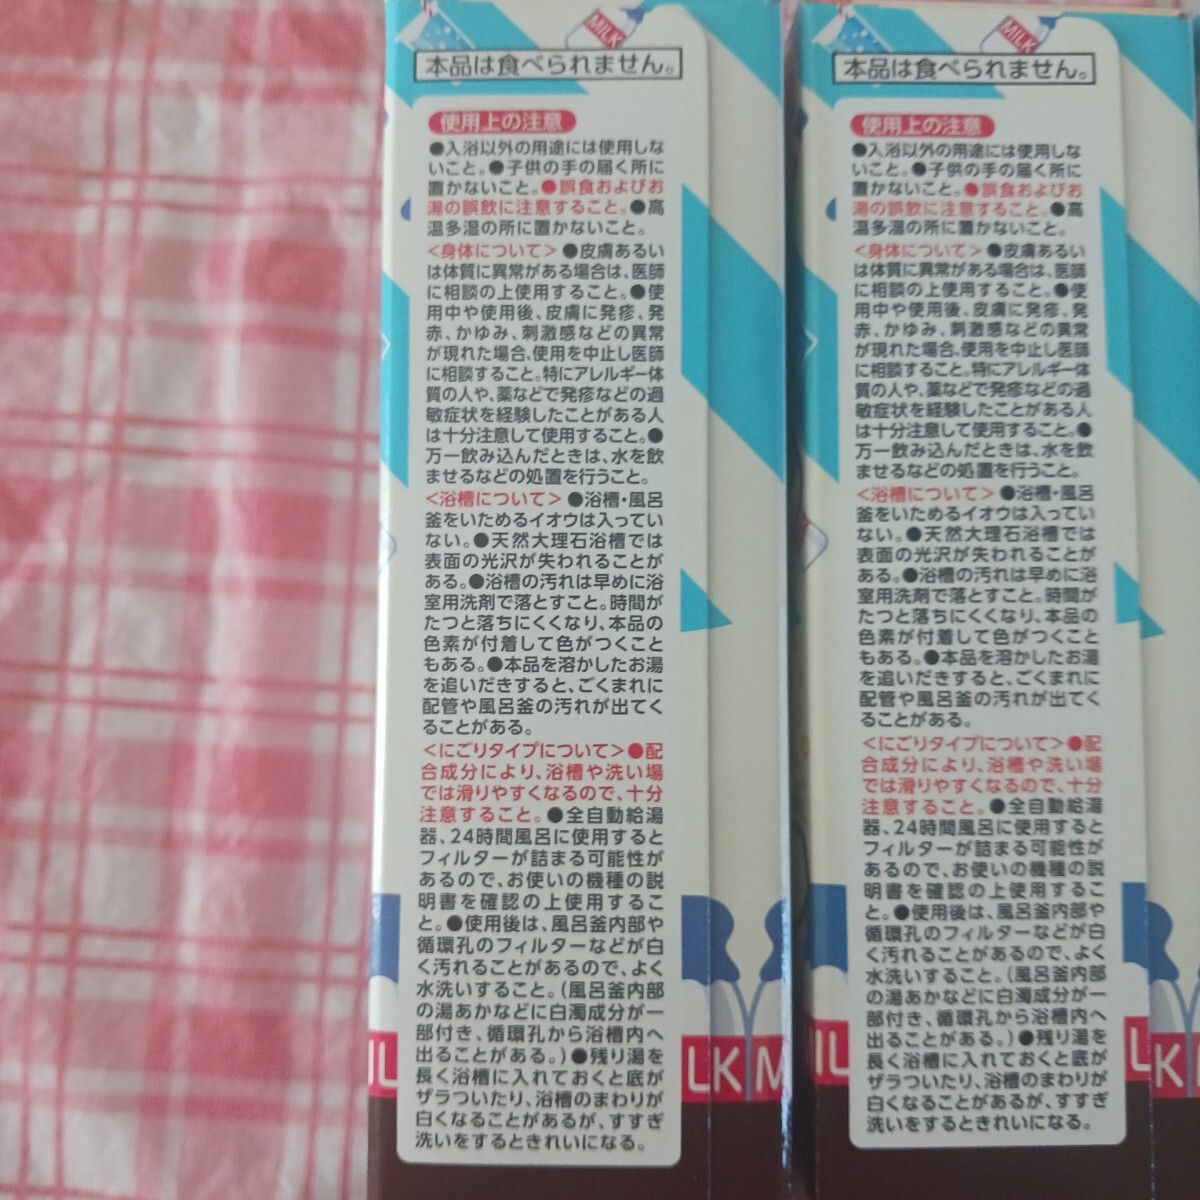 MILK
本品は食べられません。
使用上の注意
●入浴以外の用途には使用しな
いこと。●子供の手の届く所に
置かないこと。●誤食およびお
湯の誤飲に注意すること。●高
温多湿の所に置かないこと。
<身体について>●皮膚あるい
は体質に異常がある場合は、医師
に相談の上使用すること。●使
用中や使用後、皮膚に発疹、発
赤、かゆみ、刺激感などの異常
が現れた場合、使用を中止し医師
に相談すること。特にアレルギー体
質の人や、薬などで発疹などの過
敏症状を経験したことがある人
は十分注意して使用すること。●
万一飲み込んだときは、水を飲
ませるなどの処置を行うこと。
<浴槽について>●浴槽・風呂
釜をいためるイオウは入ってい
ない。●天然大理石浴槽では
表面の光沢が失われることが
ある。●浴槽の汚れは早めに浴
室用洗剤で落とすこと。時間が
たつと落ちにくくなり、本品の
色素が付着して色がつくこと
もある。●本品を溶かしたお湯
を追いだきすると、ごくまれに
配管や風呂釜の汚れが出てく
ることがある。
<にごりタイプについて>●配
合成分により、浴槽や洗い場
では滑りやすくなるので、十分
注意すること。●全自動給湯
器、24時間風呂に使用すると
フィルターが詰まる可能性が
あるので、お使いの機種の説
明書を確認の上使用するこ
と。●使用後は、風呂釜内部や
循環孔のフィルターなどが白
く汚れることがあるので、よく
水洗いすること。(風呂釜内部
の湯あかなどに白濁成分が一
部付き、循環孔から浴槽内へ
出ることがある。)●残り湯を
長く浴槽に入れておくと底が
ザラついたり、浴槽のまわりが
白くなることがあるが、すすぎ
洗いをするときれいになる。
IL
LK M
MILK
本品は食べられません。
使用上の注意
●入浴以外の用途には使用しな
いこと。●子供の手の届く所に
置かないこと。●誤食およびお
湯の誤飲に注意すること。●高
温多湿の所に置かないこと。
<身体について>●皮膚あるい
は体質に異常がある場合は、医師
に相談の上使用すること。●使
用中や使用後、皮膚に発疹、発
赤、かゆみ、刺激感などの異常
が現れた場合、使用を中止し医師
に相談すること。特にアレルギー体
質の人や、薬などで発疹などの過
敏症状を経験したことがある人
は十分注意して使用すること。●
万一飲み込んだときは、水を飲
ませるなどの処置を行うこと。
<浴槽について>●浴槽・風呂
釜をいためるイオウは入ってい
ない。●天然大理石浴槽では
表面の光沢が失われることが
ある。●浴槽の汚れは早めに浴
室用洗剤で落とすこと。時間が
たつと落ちにくくなり、本品の
色素が付着して色がつくこと
もある。●本品を溶かしたお湯
を追いだきすると、ごくまれに
配管や風呂釜の汚れが出てく
ることがある。
<にごりタイプについて>●配
合成分により、浴槽や洗い場
では滑りやすくなるので、十分
注意すること。●全自動給湯
器、24時間風呂に使用すると
フィルターが詰まる可能性が
あるので、お使いの機種の説
明書を確認の上使用するこ
と。●使用後は、風呂釜内部や
循環孔のフィルターなどが白
く汚れることがあるので、よく
水洗いすること。(風呂釜内部
の湯あかなどに白濁成分が一
部付き、循環孔から浴槽内へ
出ることがある。)●残り湯を
長く浴槽に入れておくと底が
ザラついたり、浴槽のまわりが
白くなることがあるが、すすぎ
洗いをするときれいになる。
IL
LK M